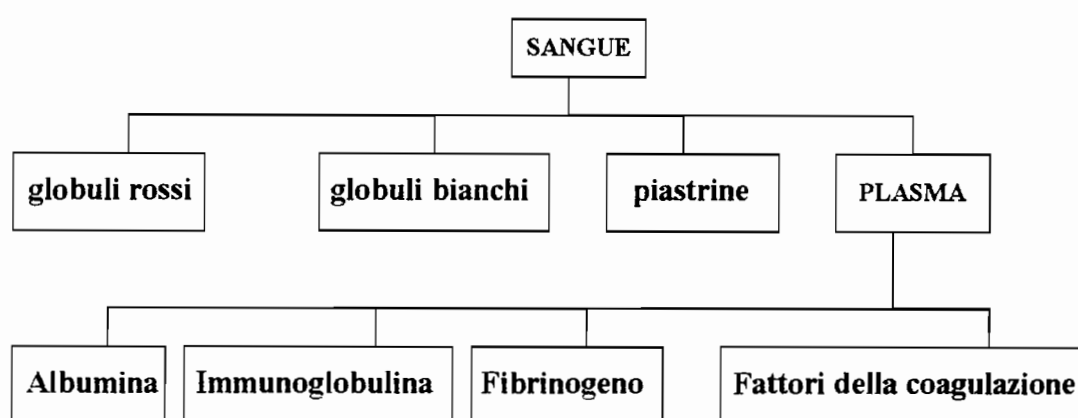 SANGUE
globuli rossi
globuli bianchi
piastrine
PLASMA
Albumina
Immunoglobulina
Fibrinogeno
Fattori della coagulazione